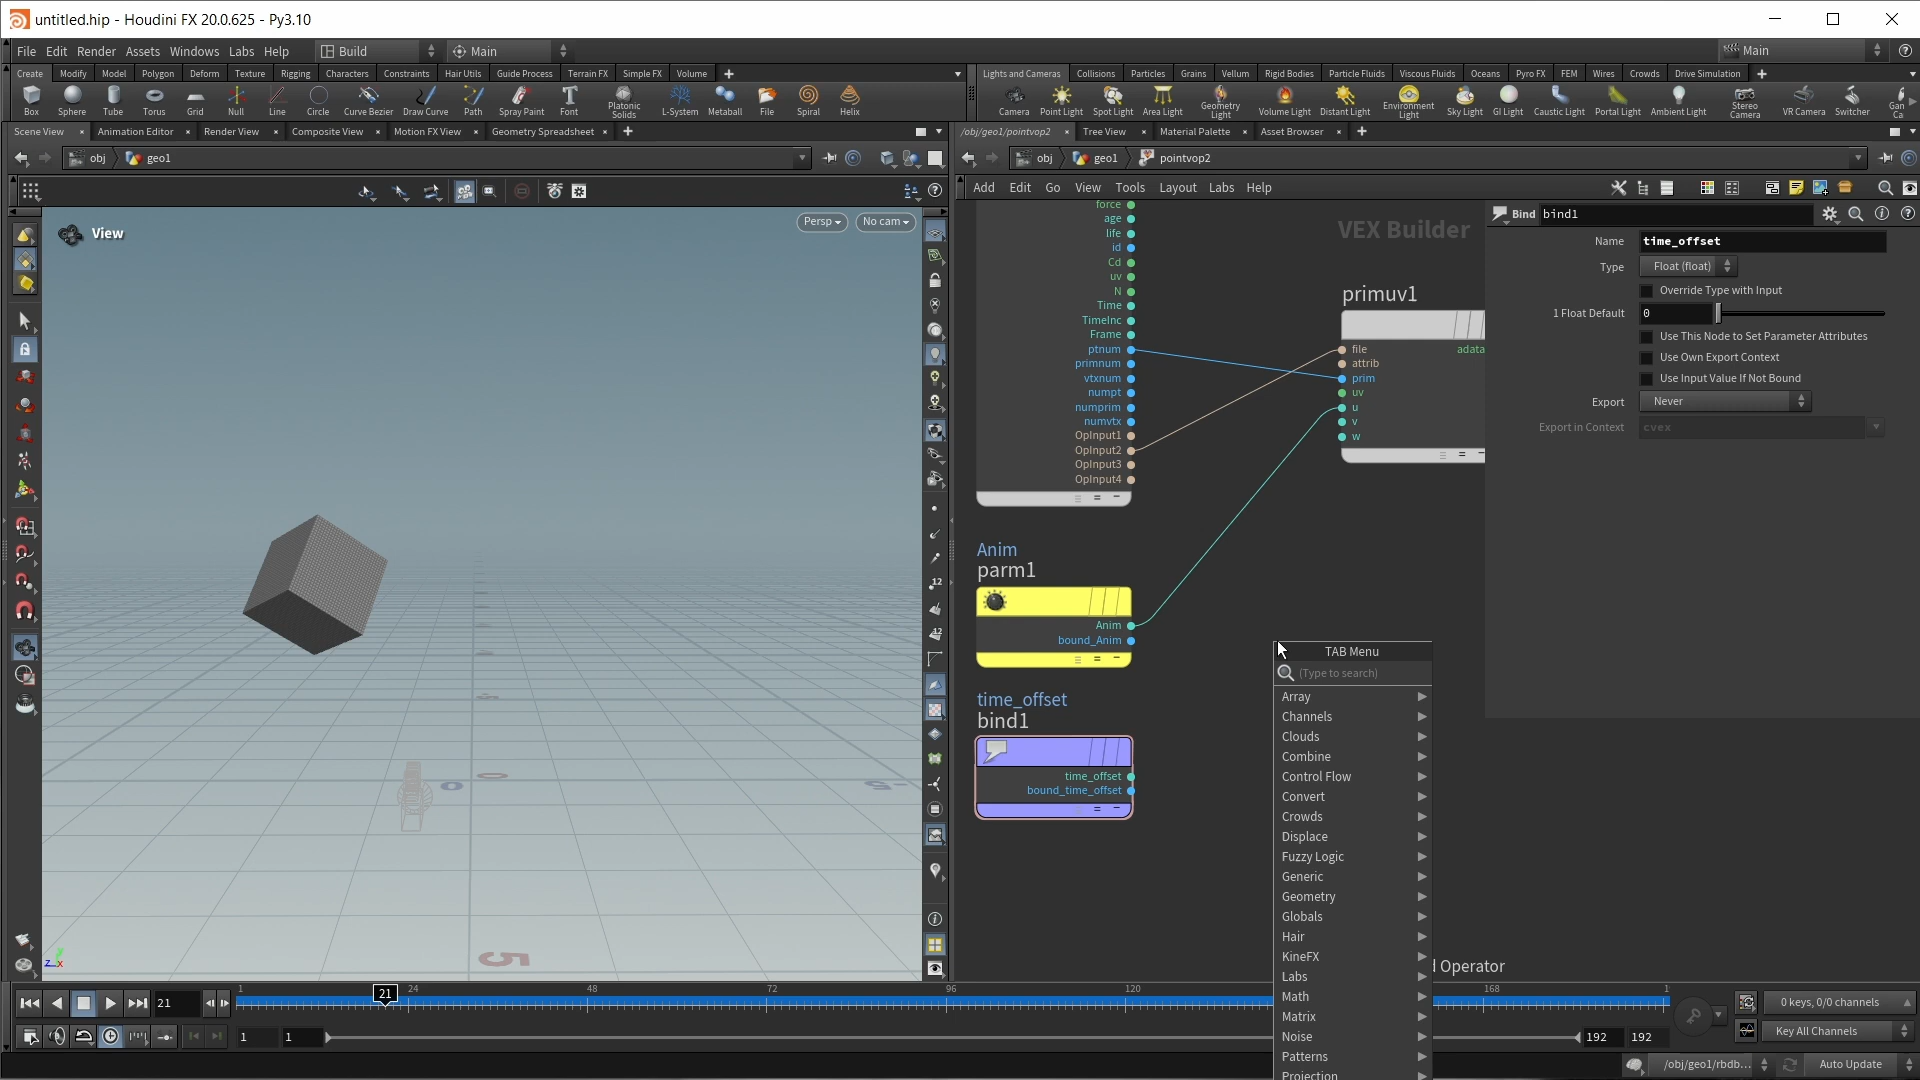 untitled.hip - Houdini FX 20.0.625 - Py3.10
File Edit Render Assets Windows Labs Help Build Main Main
Create Modify Model Polygon Deform Texture Rigging Characters Constraints Hair Utils Guide Process Terrain FX Simple FX Volume
Lights and Cameras Collisions Particles Grains Vellum Rigid Bodies Particle Fluids Viscous Fluids Oceans Pyro FX FEM Wires Crowds Drive Simulation
Box Sphere Tube Torus Grid Null Line Circle Curve Bezier Draw Curve Path Spray Paint Font Platonic Solids L-System Metaball File Spiral Helix
Camera Point Light Spot Light Area Light Geometry Light Volume Light Distant Light Environment Light Sky Light GI Light Caustic Light Portal Light Ambient Light Stereo Camera VR Camera Switcher Gan Ca
Scene View Animation Editor Render View Composite View Motion FX View Geometry Spreadsheet
/obj/geo1/pointvop2 Tree View Material Palette Asset Browser
obj geo1
obj geo1 pointvop2
Add Edit Go View Tools Layout Labs Help
View
Persp No cam
VEX Builder
force
age
life
id
Cd
uv
N
Time
TimeInc
Frame
ptnum
primnum
vtxnum
numpt
numprim
numvtx
OpInput1
OpInput2
OpInput3
OpInput4
primuv1
file adata
attrib
prim
uv
u
v
w
Anim
parm1
Anim
bound_Anim
time_offset
bind1
time_offset
bound_time_offset
Bind bind1
Name time_offset
Type Float (float)
Override Type with Input
1 Float Default 0
Use This Node to Set Parameter Attributes
Use Own Export Context
Use Input Value If Not Bound
Export Never
Export in Context cvex
TAB Menu
(Type to search)
Array
Channels
Clouds
Combine
Control Flow
Convert
Crowds
Displace
Fuzzy Logic
Generic
Geometry
Globals
Hair
KineFX
Labs
Math
Matrix
Noise
Patterns
Projection
d Operator
12
12
0
5
z x
21
1 21 24 48 72 96 120 168 1
1 1 192 192
0 keys, 0/0 channels
Key All Channels
/obj/geo1/rbdb... Auto Update